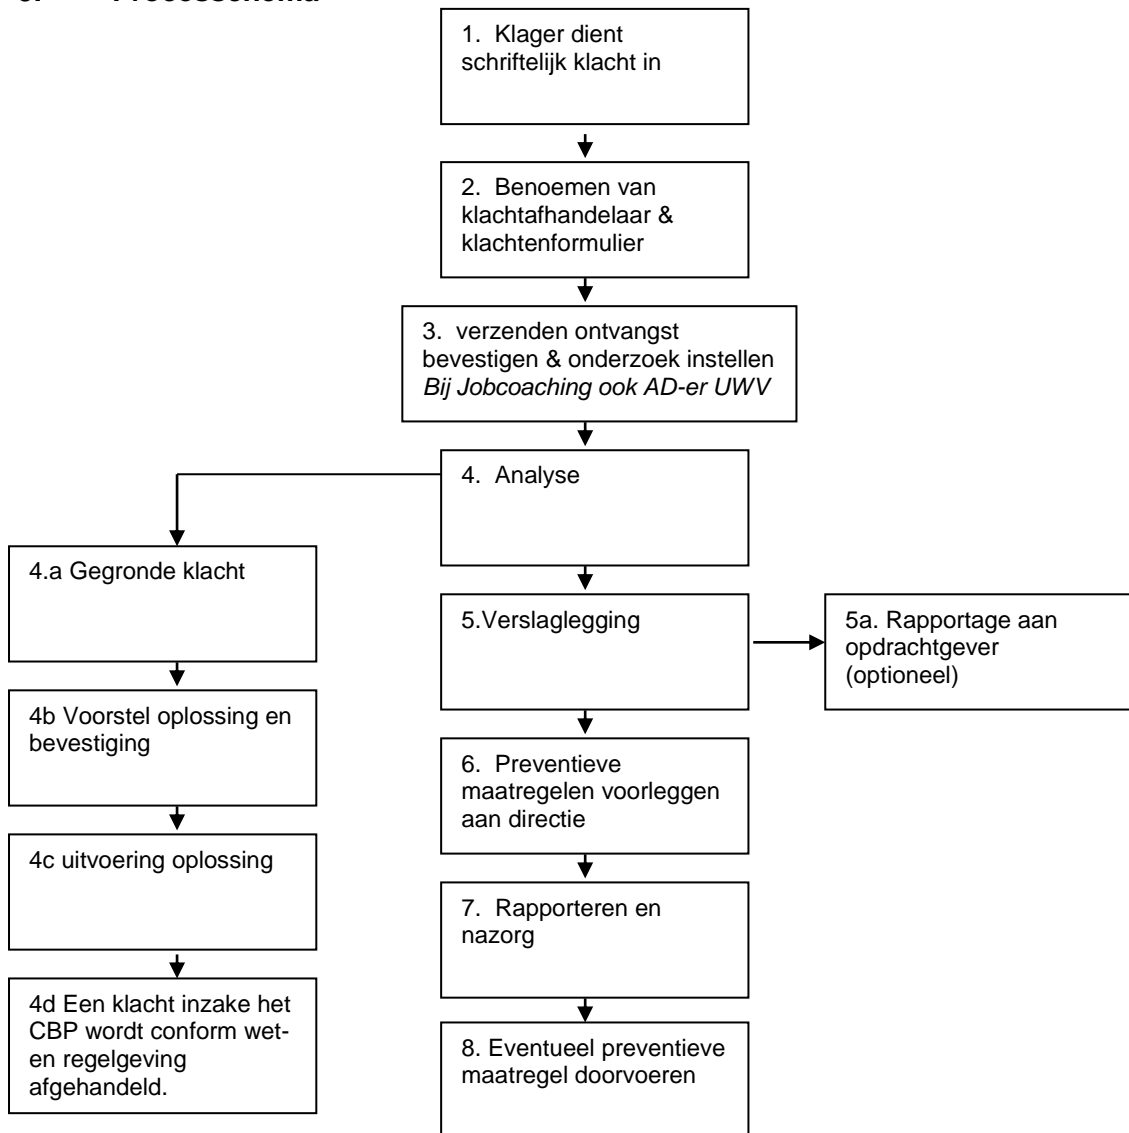 1. Klager dient
schriftelijk klacht in
2. Benoemen van
klachtafhandelaar &
klachtenformulier
3. verzenden ontvangst
bevestigen & onderzoek instellen
Bij Jobcoaching ook AD-er UWV
4. Analyse
4.a Gegronde klacht
4b Voorstel oplossing en
bevestiging
4c uitvoering oplossing
4d Een klacht inzake het
CBP wordt conform wet-
en regelgeving
afgehandeld.
5.Verslaglegging
5a. Rapportage aan
opdrachtgever
(optioneel)
6. Preventieve
maatregelen voorleggen
aan directie
7. Rapporteren en
nazorg
8. Eventueel preventieve
maatregel doorvoeren